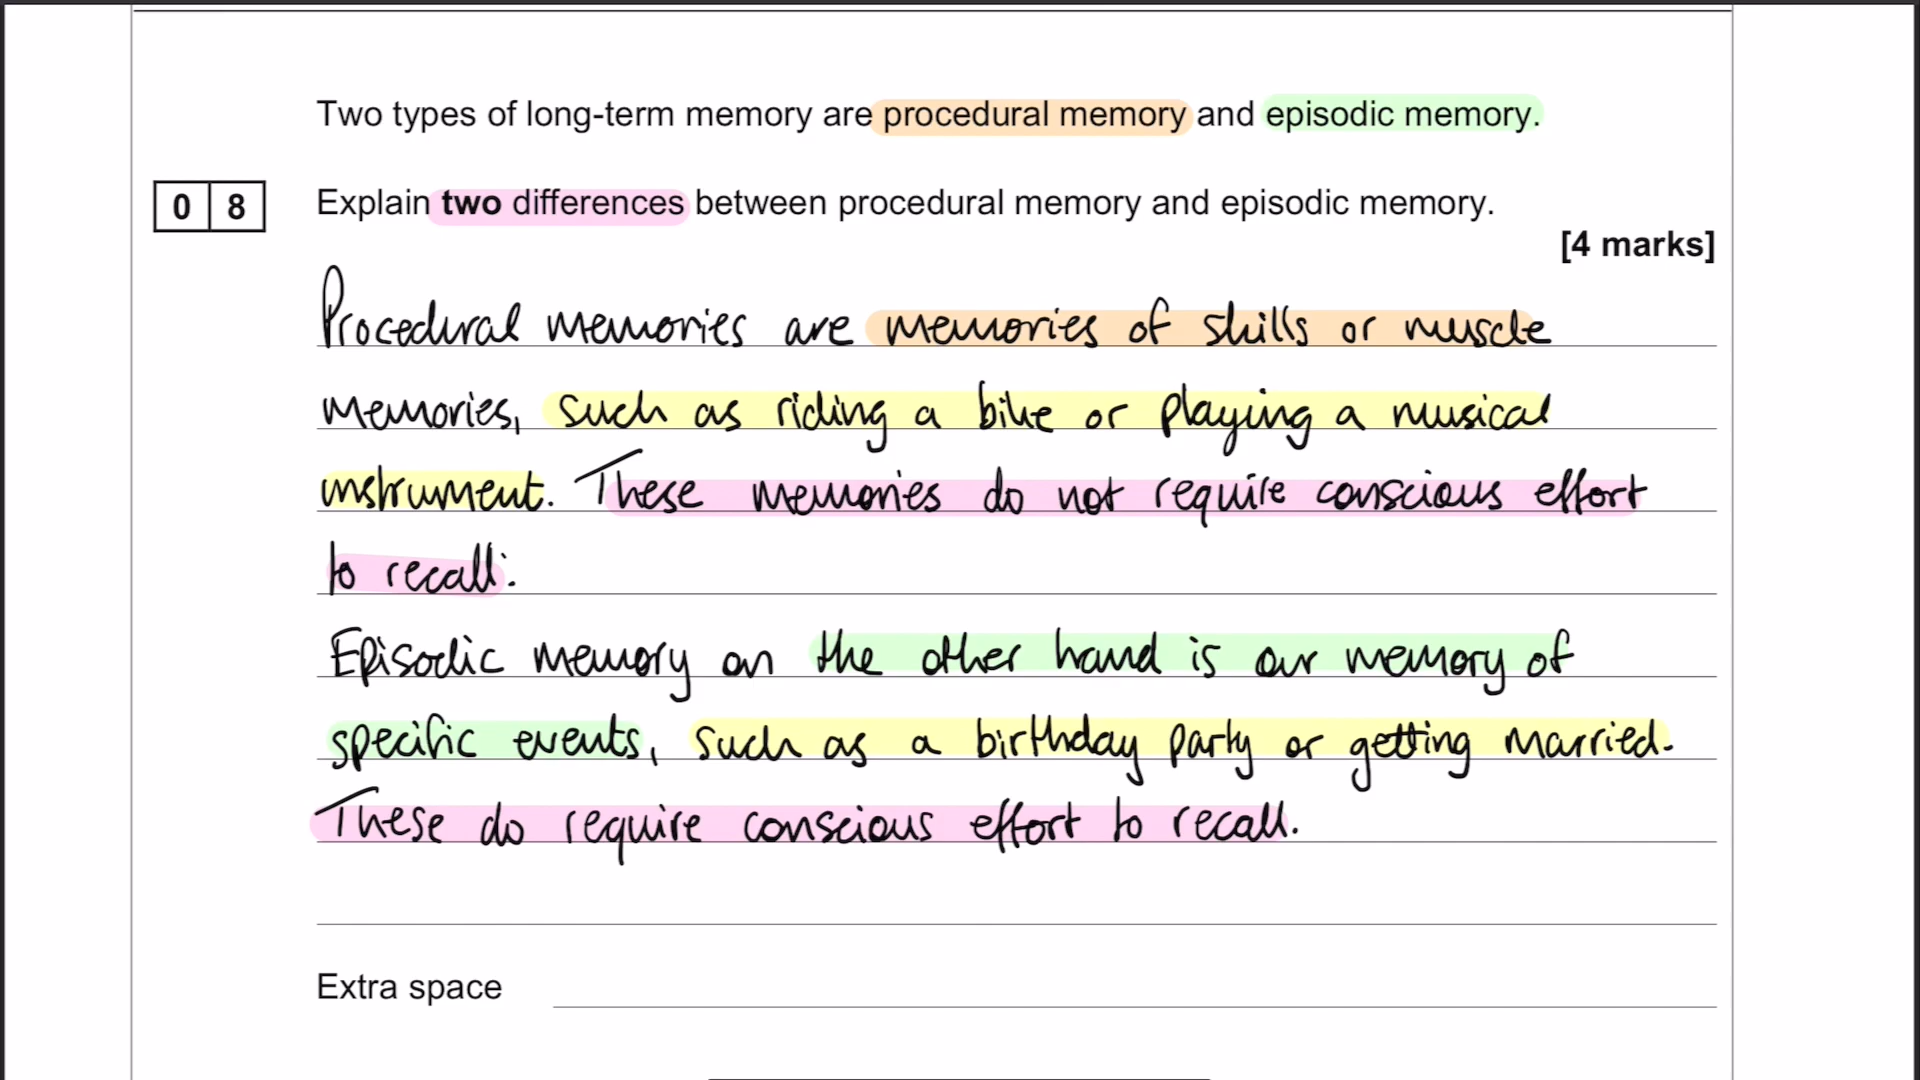 Two types of long-term memory are procedural memory and episodic memory.
0 8 Explain two differences between procedural memory and episodic memory.
[4 marks]
Procedural memories are memories of skills or muscle
memories, such as riding a bike or playing a musical
instrument. These memories do not require conscious effort
to recall.
Episodic memory on the other hand is our memory of
specific events, such as a birthday party or getting married.
These do require conscious effort to recall.
Extra space